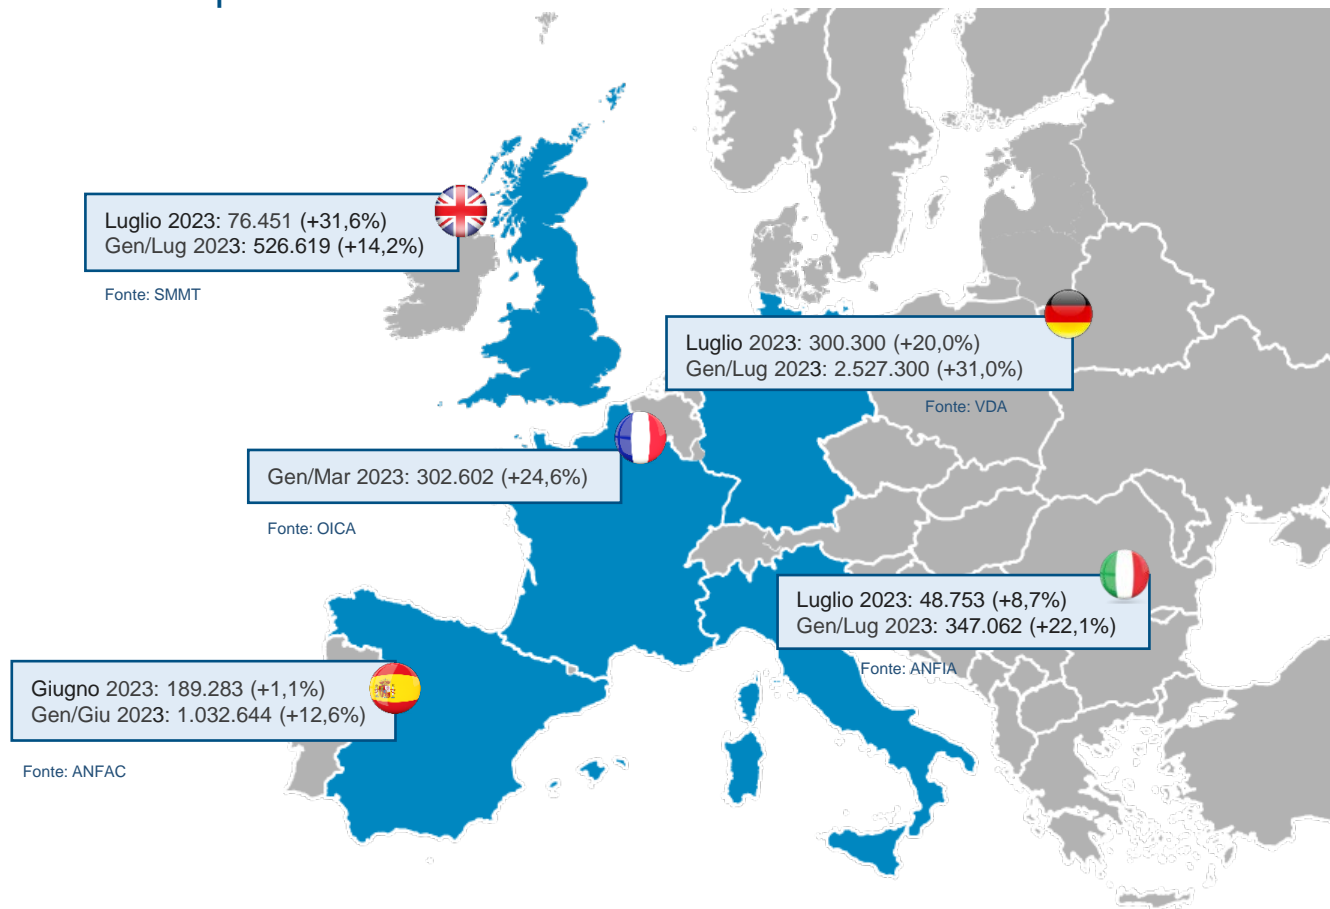 Luglio 2023: 76.451 (+31,6%)
Gen/Lug 2023: 526.619 (+14,2%)
Fonte: SMMT
Luglio 2023: 300.300 (+20,0%)
Gen/Lug 2023: 2.527.300 (+31,0%)
Fonte: VDA
Gen/Mar 2023: 302.602 (+24,6%)
Fonte: OICA
Luglio 2023: 48.753 (+8,7%)
Gen/Lug 2023: 347.062 (+22,1%)
Fonte: ANFIA
Giugno 2023: 189.283 (+1,1%)
Gen/Giu 2023: 1.032.644 (+12,6%)
Fonte: ANFAC